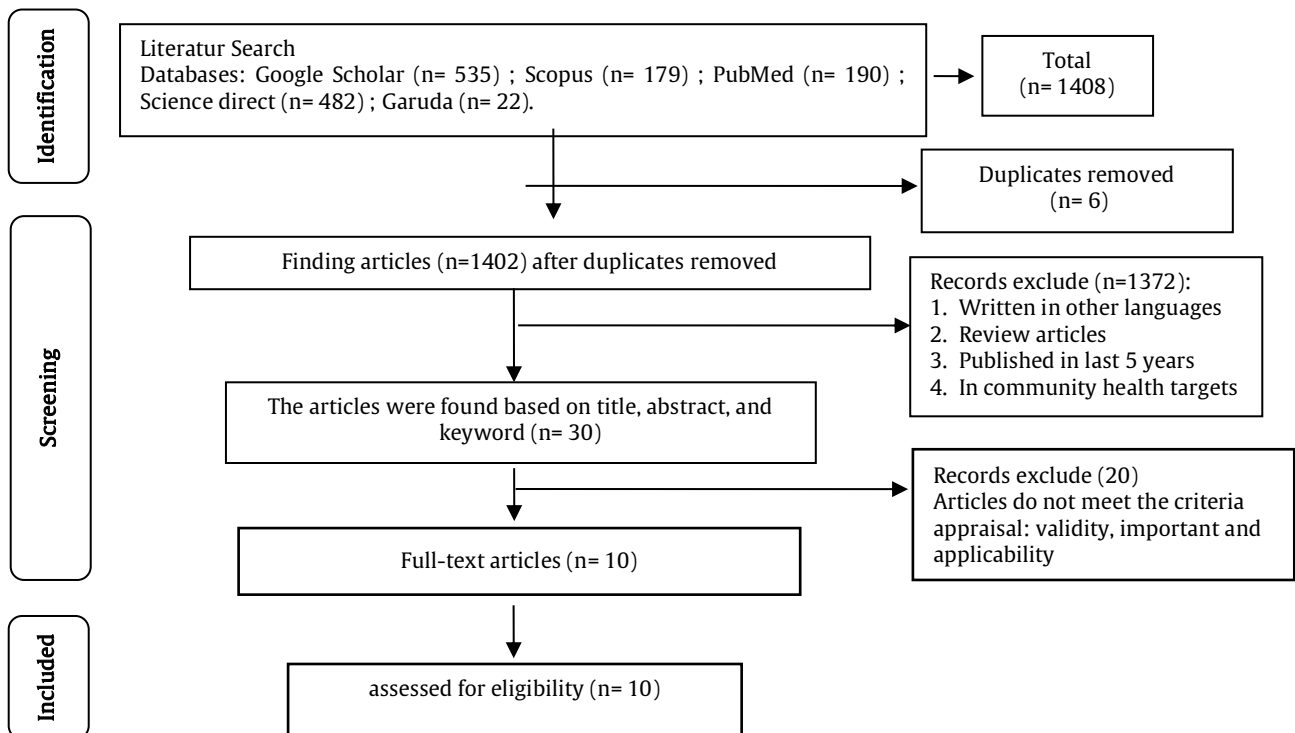 Identification
Literatur Search
Databases: Google Scholar (n= 535) ; Scopus (n= 179) ; PubMed (n= 190) ;
Science direct (n= 482) ; Garuda (n= 22).
Total
(n= 1408)
Duplicates removed
(n= 6)
Screening
Finding articles (n=1402) after duplicates removed
Records exclude (n=1372):
1. Written in other languages
2. Review articles
3. Published in last 5 years
4. In community health targets
The articles were found based on title, abstract, and
keyword (n= 30)
Records exclude (20)
Articles do not meet the criteria
appraisal: validity, important and
applicability
Full-text articles (n= 10)
Included
assessed for eligibility (n= 10)